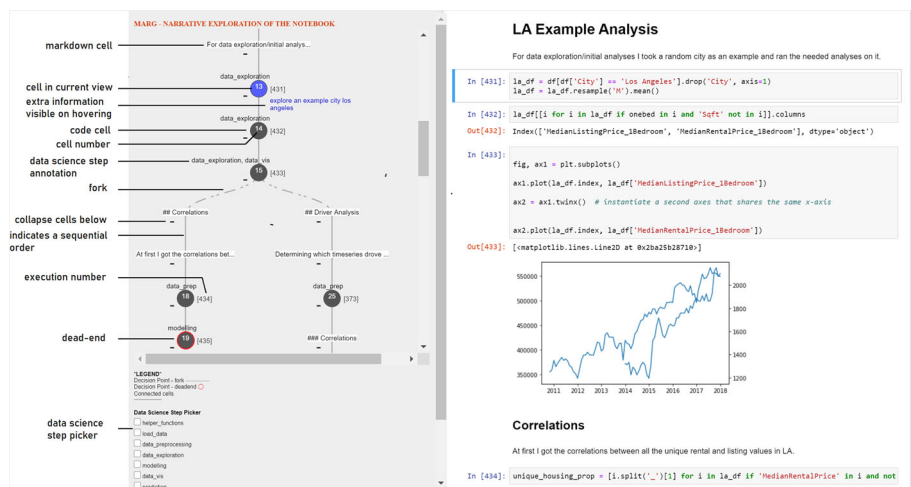 MARG - NARRATIVE EXPLORATION OF THE NOTEBOOK
markdown cell
For data exploration/initial analys...
data_exploration
cell in current view
13 [431]
extra information
visible on hovering
explore an example city los
angeles
data_exploration
code cell
14 [432]
cell number
data science step
annotation
data_exploration, data_vis
15 [433]
fork
## Correlations
## Driver Analysis
collapse cells below
indicates a sequential
order
At first I got the correlations bet...
Determining which timeseries drove ...
execution number
data_prep
data_prep
18 [434]
25 [373]
modelling
dead-end
19 [435]
### Correlations
*LEGEND*
Decision Point - fork
Decision Point - deadend
Connected cells
data science
step picker
Data Science Step Picker
helper_functions
load_data
data_preprocessing
data_exploration
modelling
data_vis
LA Example Analysis
For data exploration/initial analyses I took a random city as an example and ran the needed analyses on it.
In [431]: la_df = df[df['City'] == 'Los Angeles'].drop('City', axis=1)
la_df = la_df.resample('M').mean()
In [432]: la_df[[i for i in la_df if onebed in i and 'Sqft' not in i]].columns
Out[432]: Index(['MedianListingPrice_1Bedroom', 'MedianRentalPrice_1Bedroom'], dtype='object')
In [433]:
fig, ax1 = plt.subplots()
ax1.plot(la_df.index, la_df['MedianListingPrice_1Bedroom'])
ax2 = ax1.twinx() # instantiate a second axes that shares the same x-axis
ax2.plot(la_df.index, la_df['MedianRentalPrice_1Bedroom'])
Out[433]: [<matplotlib.lines.Line2D at 0x2ba25b28710>]
550000
500000
450000
400000
350000
2000
1800
1600
1400
1200
2011 2012 2013 2014 2015 2016 2017 2018
Correlations
At first I got the correlations between all the unique rental and listing values in LA.
In [434]: unique_housing_prop = [i.split('_')[1] for i in la_df if 'MedianRentalPrice' in i and not